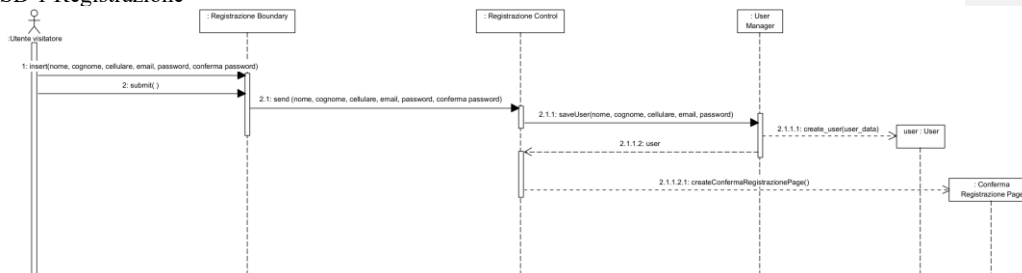 SD 1 Registrazione
: Registrazione Boundary
: Registrazione Control
: User
Manager
:Utente visitatore
1: insert(nome, cognome, cellulare, email, password, conferma password)
2: submit( )
2.1: send (nome, cognome, cellulare, email, password, conferma password)
2.1.1: saveUser(nome, cognome, cellulare, email, password)
2.1.1.1: create_user(user_data)
user : User
2.1.1.2: user
2.1.1.2.1: createConfermaRegistrazionePage()
: Conferma
Registrazione Page